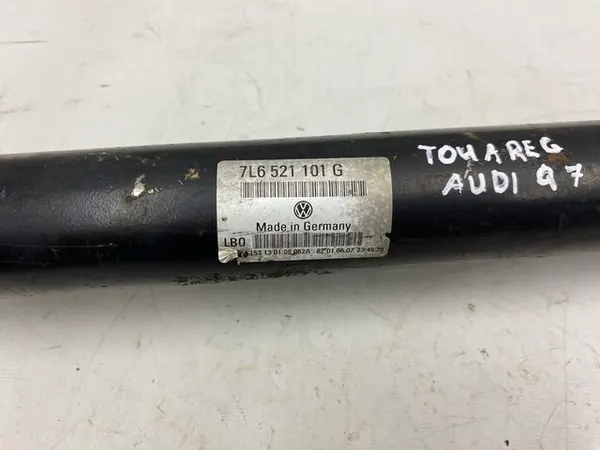 7L6 521 101 G
Made in Germany
LBO
TOUAREG
AUDI Q7